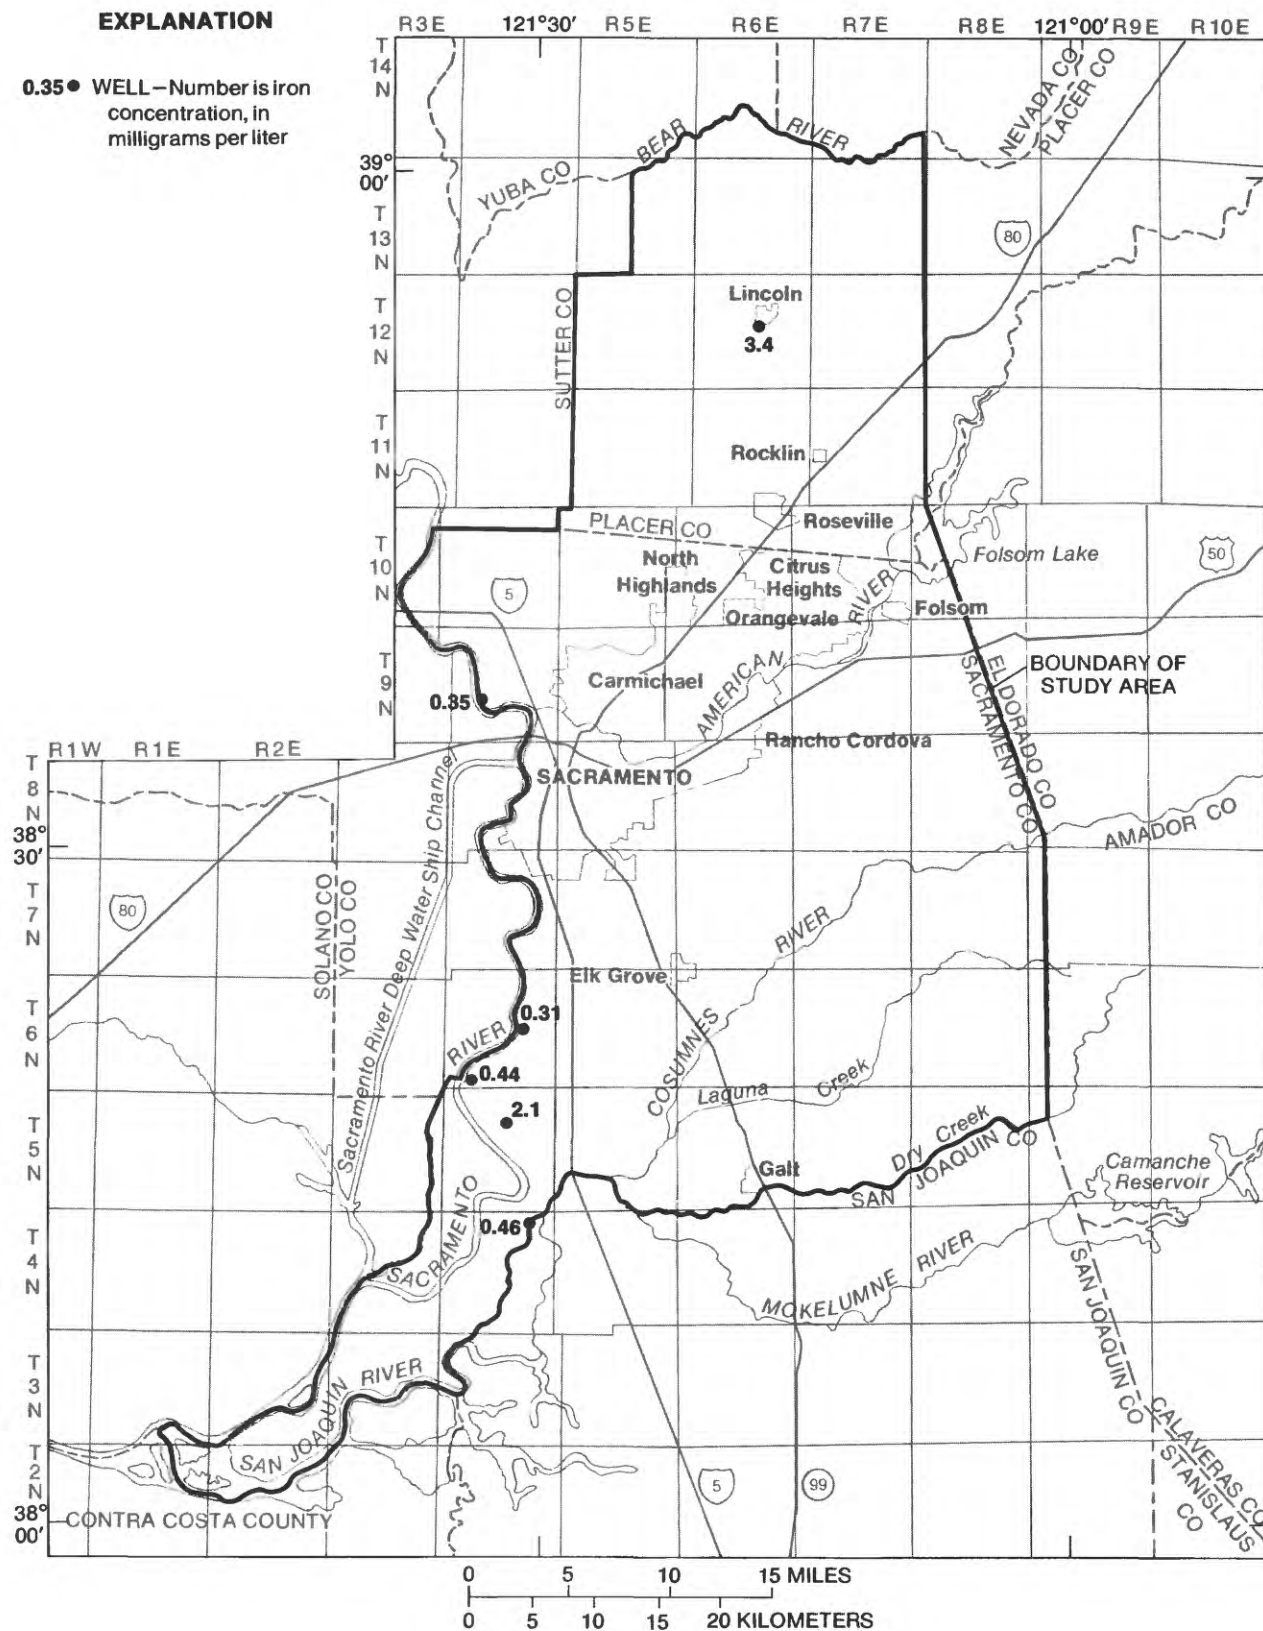 EXPLANATION
0.35 WELL—Number is iron
concentration, in
milligrams per liter
R3E 121°30′ R5E R6E R7E R8E 121°00′ R9E R10E
T
14
N
NEVADA CO
PLACER CO
BEAR RIVER
39°
00′
YUBA CO
T
13
N
80
Lincoln
3.4
T
12
N
SUTTER CO
T
11
N
Rocklin
Roseville
PLACER CO
T
10
N
North
Highlands
Citrus
Heights
Folsom Lake
50
5
Orangevale
Folsom
AMERICAN RIVER
T
9
N
Carmichael
BOUNDARY OF
STUDY AREA
EL DORADO CO
SACRAMENTO CO
0.35
Rancho Cordova
R1W R1E R2E
T
8
N
SACRAMENTO
38°
30′
AMADOR CO
Sacramento River Deep Water Ship Channel
T
7
N
80
SOLANO CO
YOLO CO
RIVER
COSUMNES
Elk Grove
T
6
N
0.31
RIVER
0.44
Laguna Creek
2.1
T
5
N
Dry Creek
SAN JOAQUIN CO
Galt
Camanche
Reservoir
SACRAMENTO
0.46
T
4
N
MOKELUMNE RIVER
SAN JOAQUIN CO
SAN JOAQUIN CO
T
3
N
SAN JOAQUIN RIVER
SAN JOAQUIN RIVER
CALAVERAS CO
STANISLAUS
CO
T
2
N
5
99
38°
00′
CONTRA COSTA COUNTY
0 5 10 15 MILES
0 5 10 15 20 KILOMETERS